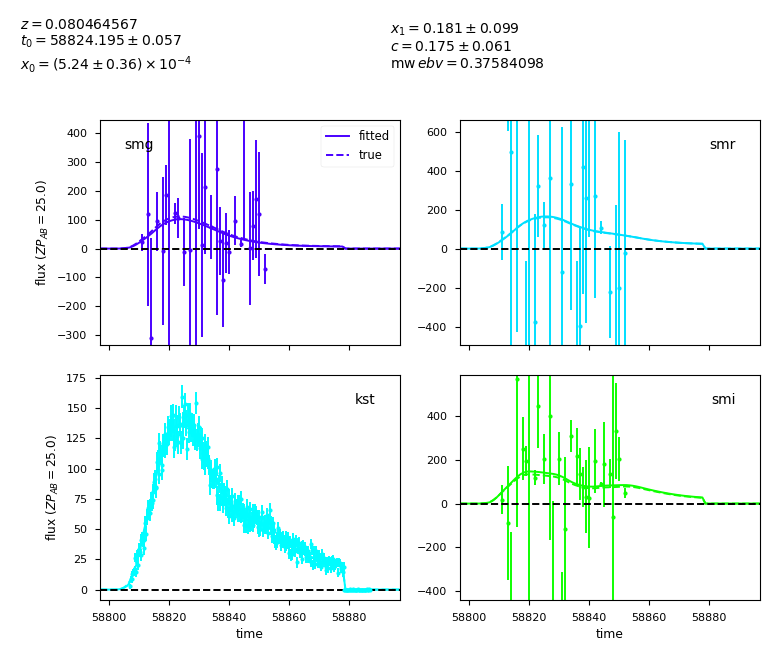 z = 0.080464567
t₀ = 58824.195 ± 0.057
x₀ = (5.24 ± 0.36) × 10⁻⁴
x₁ = 0.181 ± 0.099
c = 0.175 ± 0.061
mw ebv = 0.37584098
smg
fitted
true
400
300
200
100
0
−100
−200
−300
flux (ZP_AB = 25.0)
smr
600
400
200
0
−200
−400
kst
175
150
125
100
75
50
25
0
flux (ZP_AB = 25.0)
58800 58820 58840 58860 58880
time
smi
400
200
0
−200
−400
58800 58820 58840 58860 58880
time